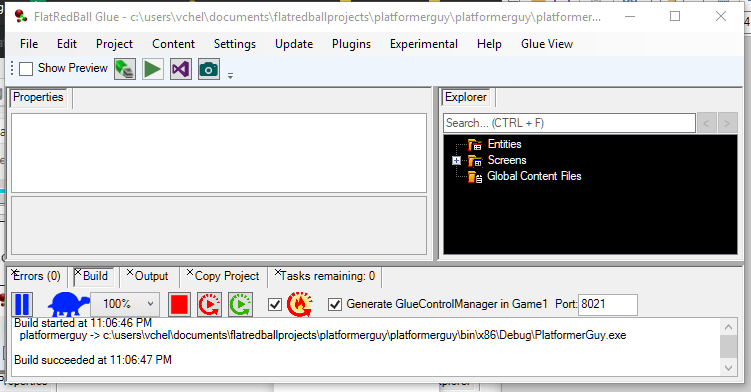 FlatRedBall Glue - c:\users\vchel\documents\flatredballprojects\platformerguy\platformerguy\platformer...
File Edit Project Content Settings Update Plugins Experimental Help Glue View
Show Preview
Properties
Explorer
Search... (CTRL + F)
< >
Entities
Screens
Global Content Files
Errors (0) Build Output Copy Project Tasks remaining: 0
100% Generate GlueControlManager in Game1 Port: 8021
Build started at 11:06:46 PM
platformerguy -> c:\users\vchel\documents\flatredballprojects\platformerguy\platformerguy\bin\x86\Debug\PlatformerGuy.exe
Build succeeded at 11:06:47 PM